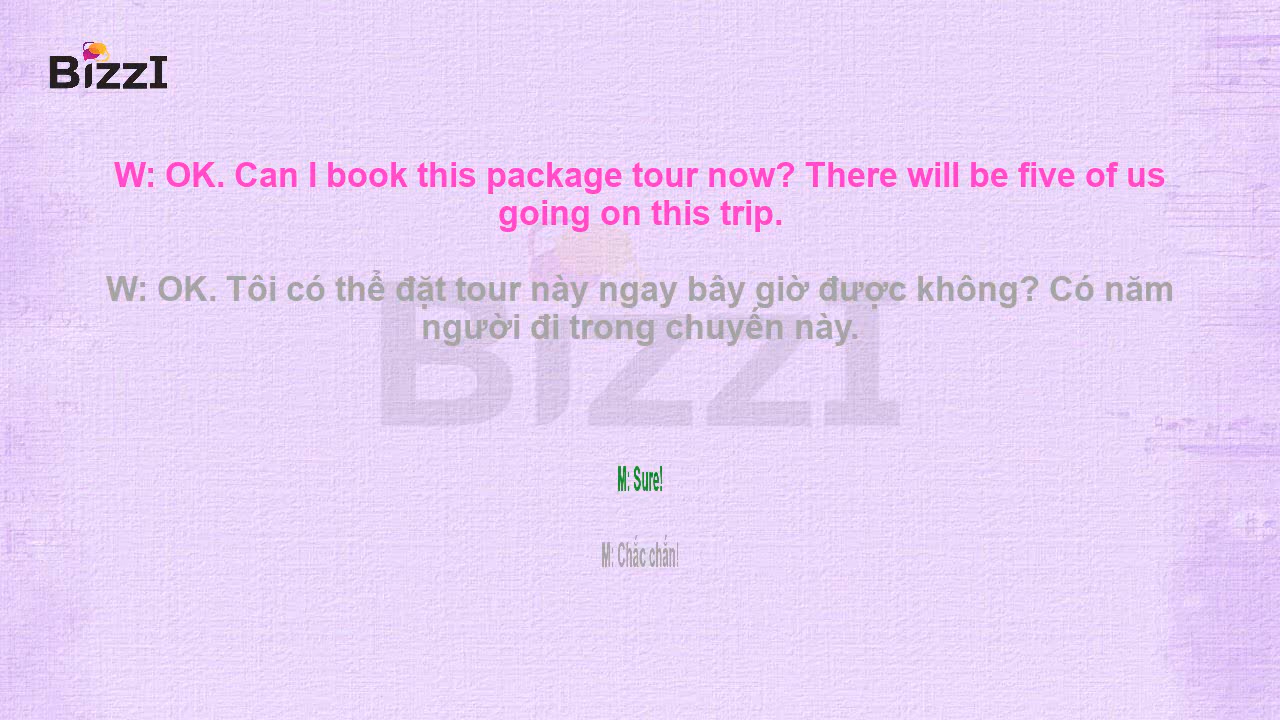 BizzI
W: OK. Can I book this package tour now? There will be five of us
going on this trip.
W: OK. Tôi có thể đặt tour này ngay bây giờ được không? Có năm
người đi trong chuyến này.
BizzI
M: Sure!
M: Chắc chắn!